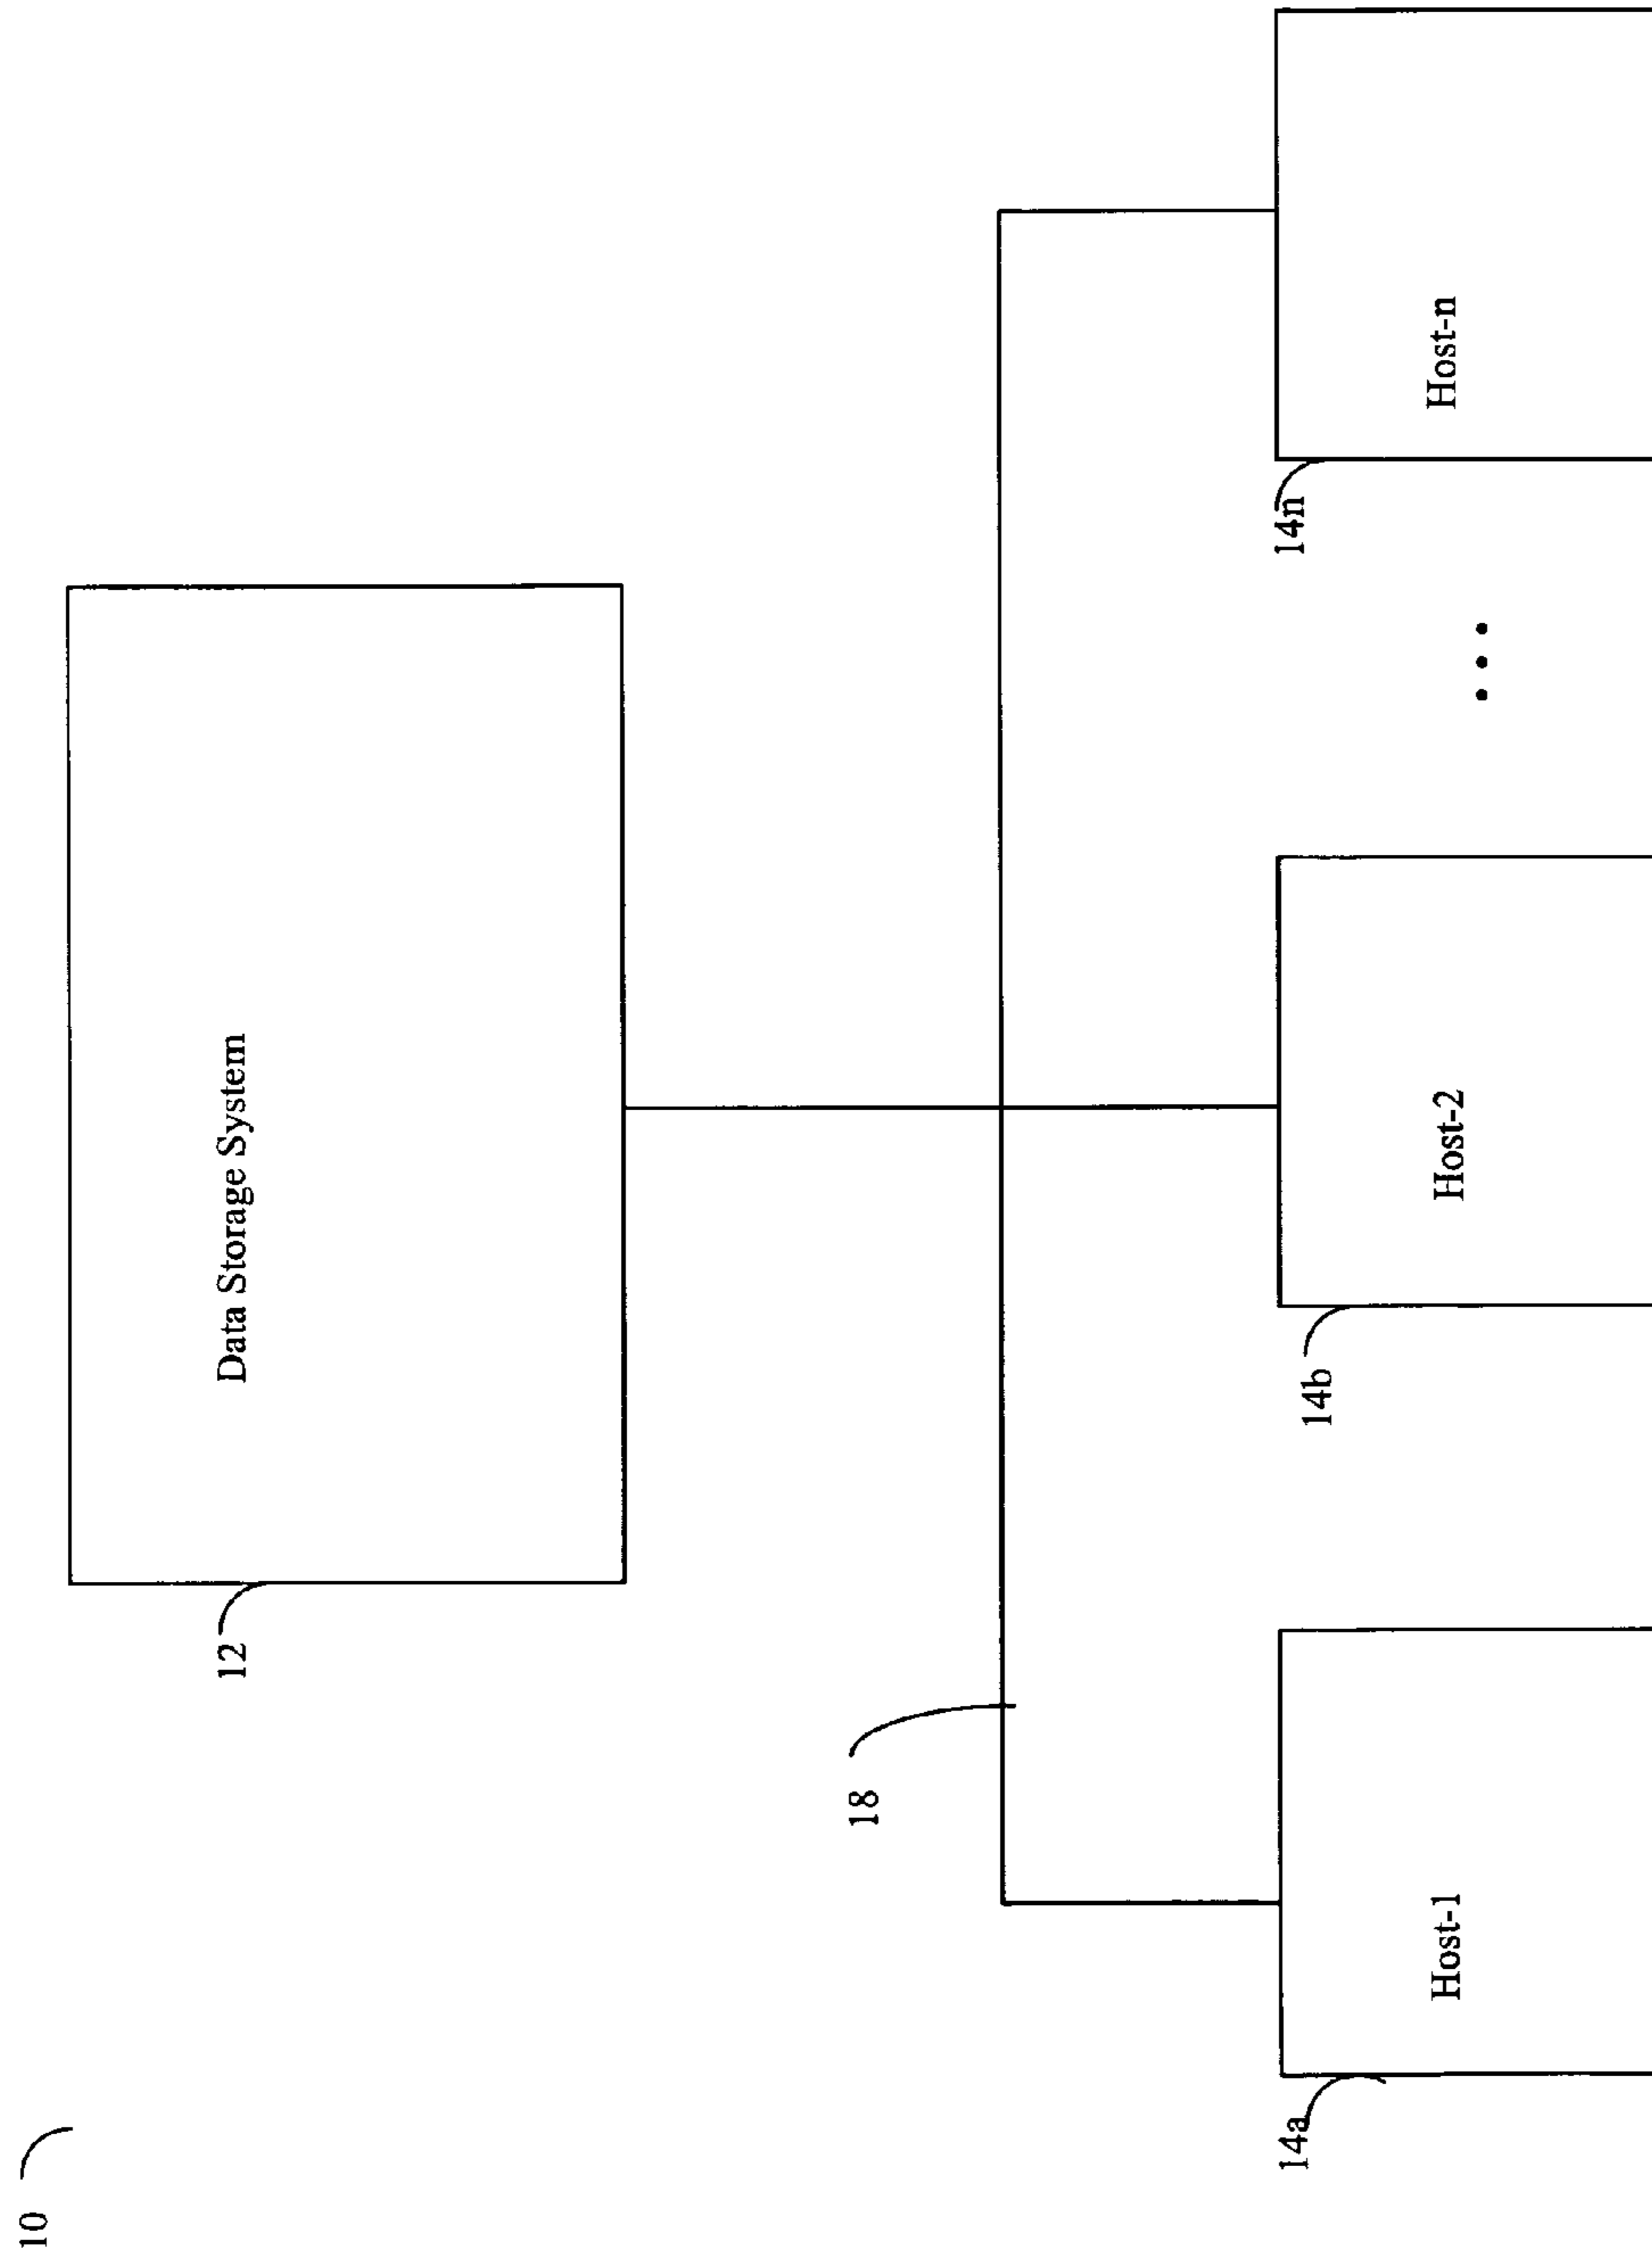 10
12
Data Storage System
18
14a
Host-1
14b
Host-2
• • •
14n
Host-n